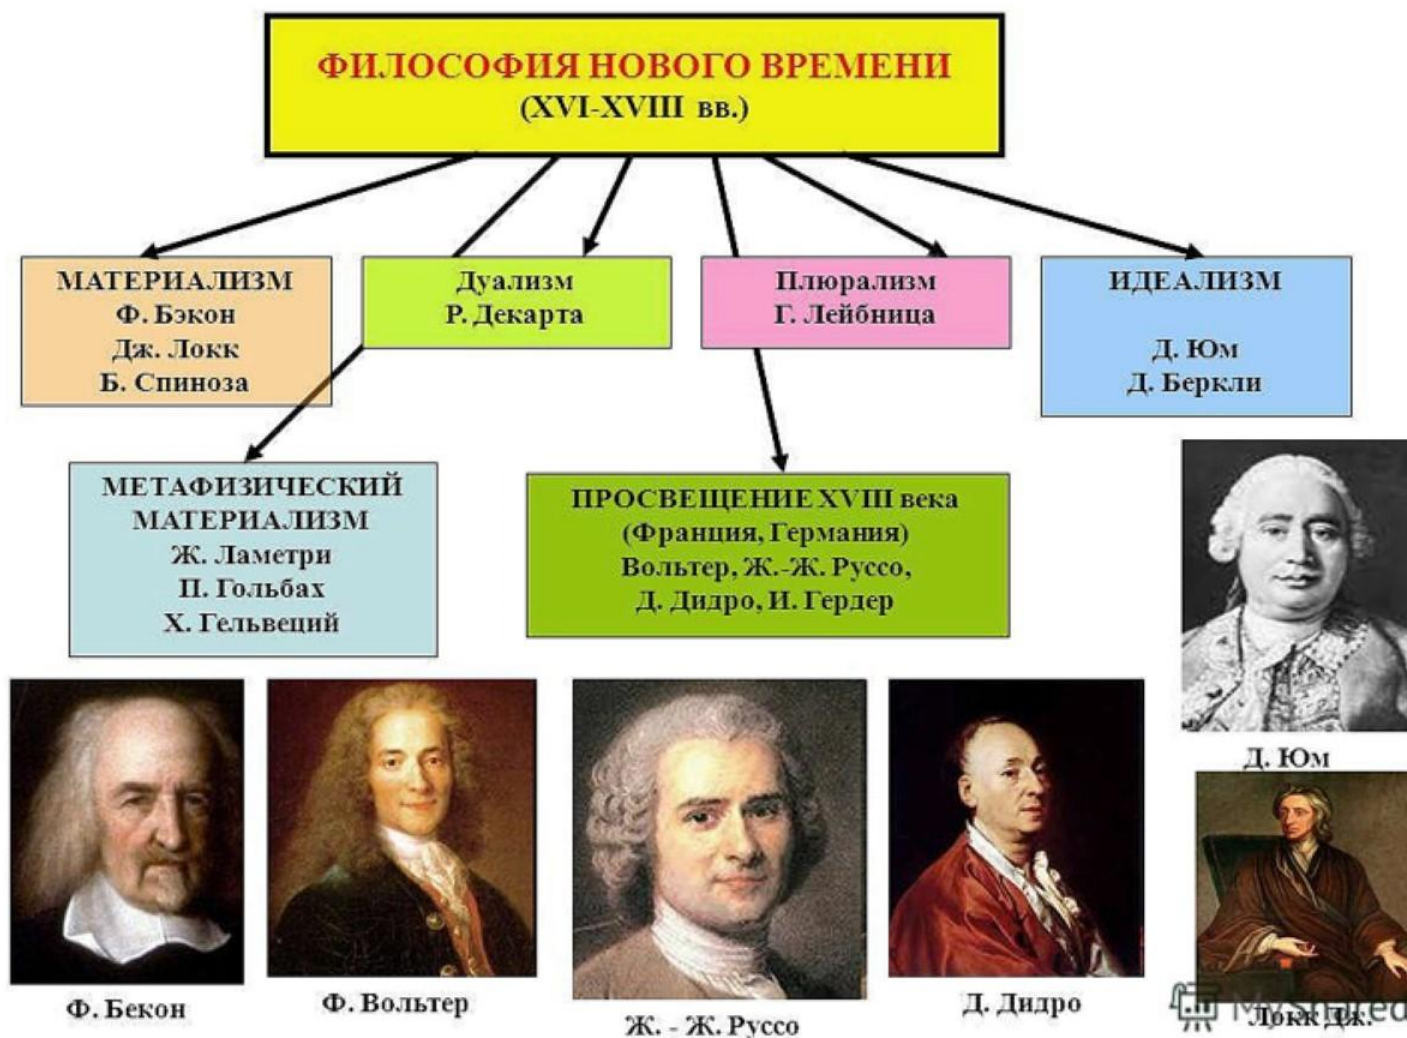 ФИЛОСОФИЯ НОВОГО ВРЕМЕНИ
(XVI-XVIII вв.)
МАТЕРИАЛИЗМ
Ф. Бэкон
Дж. Локк
Б. Спиноза
Дуализм
Р. Декарта
Плюрализм
Г. Лейбница
ИДЕАЛИЗМ
Д. Юм
Д. Беркли
МЕТАФИЗИЧЕСКИЙ
МАТЕРИАЛИЗМ
Ж. Ламетри
П. Гольбах
Х. Гельвеций
ПРОСВЕЩЕНИЕ XVIII века
(Франция, Германия)
Вольтер, Ж.-Ж. Руссо,
Д. Дидро, И. Гердер
Д. Юм
Ф. Бекон
Ф. Вольтер
Ж. - Ж. Руссо
Д. Дидро
MyShared
Локк Дж.